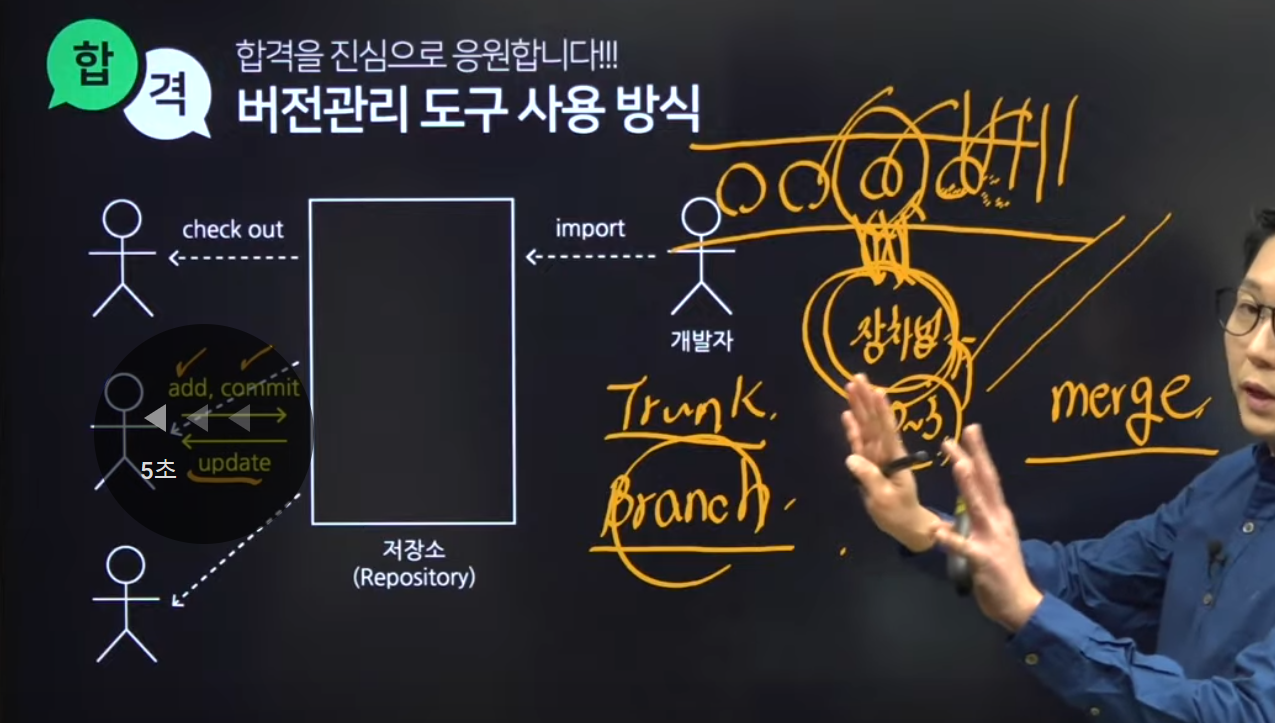 합격
합격을 진심으로 응원합니다!!!
버전관리 도구 사용 방식
check out
import
개발자
장차법
add, commit
Trunk.
merge
5초
update
Branch
저장소
(Repository)